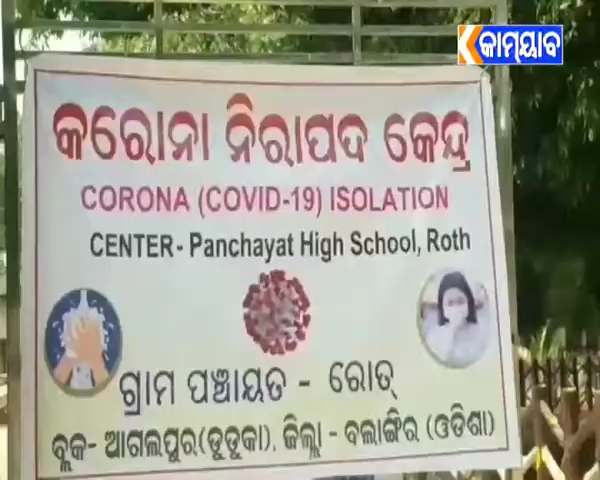 କାମ୍ୟାବ
କରୋନା ନିରାପଦ କେନ୍ଦ୍ର
CORONA (COVID-19) ISOLATION
CENTER - Panchayat High School, Roth
ଗ୍ରାମ ପଞ୍ଚାୟତ - ରୋଥ୍
ବ୍ଲକ- ଆଗଲପୁର(ଡୁଡୁକା), ଜିଲ୍ଲା - ବଲାଙ୍ଗିର (ଓଡିଶା)